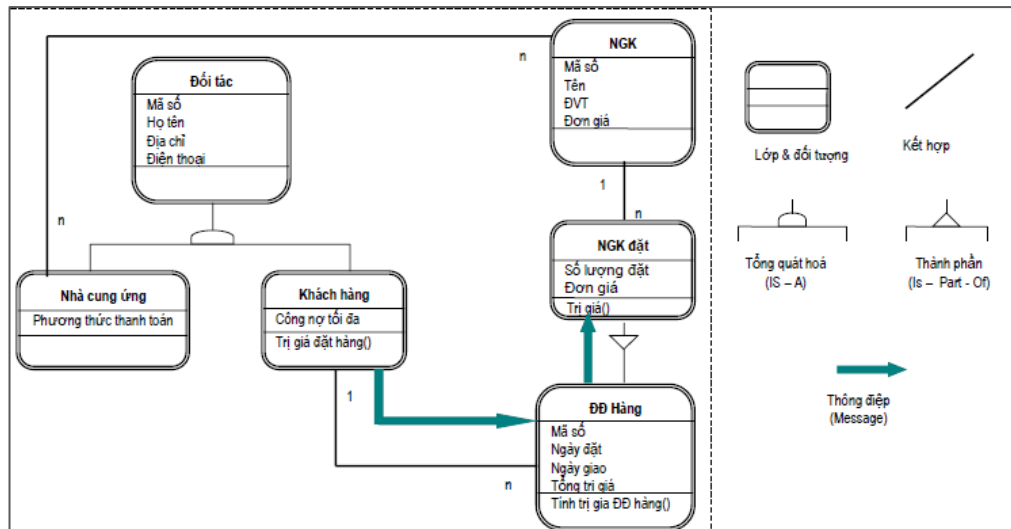 NGK
Mã số
Tên
ĐVT
Đơn giá
n
Đối tác
Mã số
Họ tên
Địa chỉ
Điện thoại
n
1
n
NGK đặt
Số lượng đặt
Đơn giá
Trị giá()
Nhà cung ứng
Phương thức thanh toán
Khách hàng
Công nợ tối đa
Trị giá đặt hàng()
1
n
ĐĐ Hàng
Mã số
Ngày đặt
Ngày giao
Tổng trị giá
Tính trị gia ĐĐ hàng()
Lớp & đối tượng
Kết hợp
Tổng quát hoá
(IS – A)
Thành phần
(Is – Part - Of)
Thông điệp
(Message)